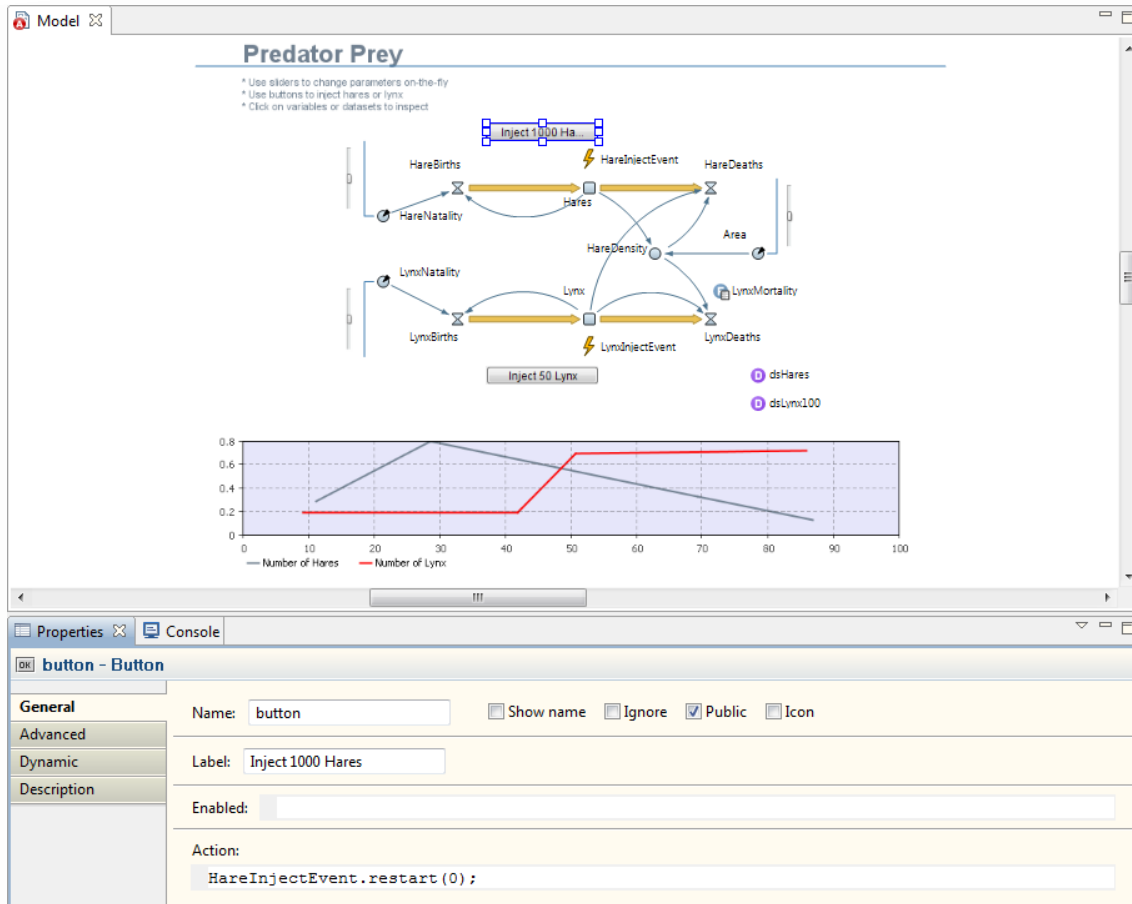 Model
Predator Prey
* Use sliders to change parameters on-the-fly
* Use buttons to inject hares or lynx
* Click on variables or datasets to inspect
Inject 1000 Ha...
HareBirths
HareInjectEvent
HareDeaths
Hares
HareNatality
Area
HareDensity
LynxNatality
Lynx
LynxMortality
LynxBirths
LynxInjectEvent
LynxDeaths
Inject 50 Lynx
D dsHares
D dsLynx100
0.8
0.6
0.4
0.2
0
0 10 20 30 40 50 60 70 80 90 100
Number of Hares Number of Lynx
Properties Console
OK button - Button
General
Name: button Show name Ignore Public Icon
Advanced
Dynamic
Label: Inject 1000 Hares
Description
Enabled:
Action:
HareInjectEvent.restart(0);